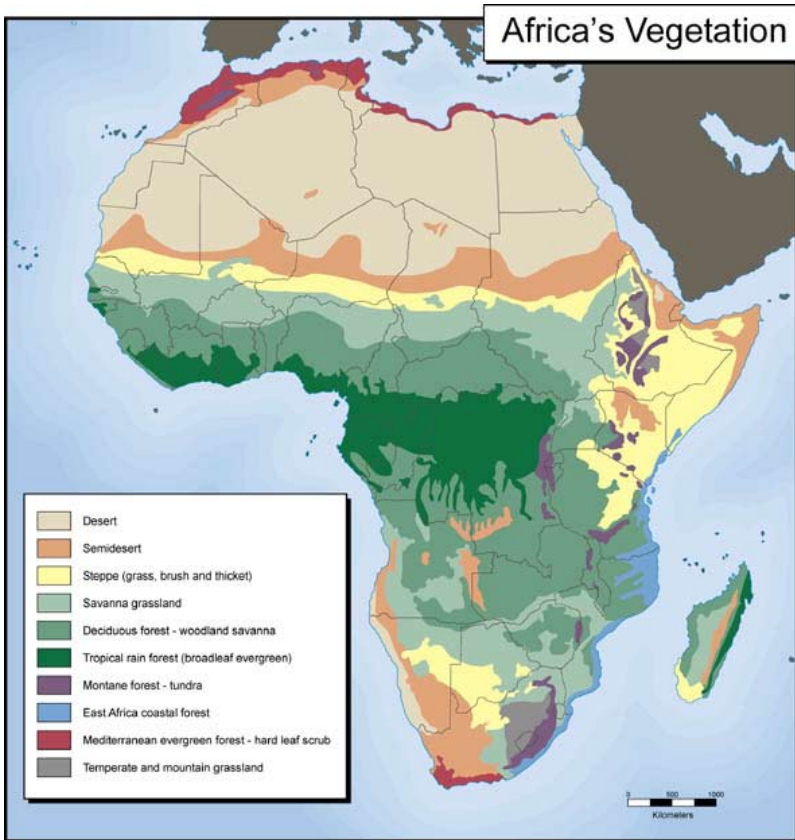 Africa's Vegetation
Desert
Semidesert
Steppe (grass, brush and thicket)
Savanna grassland
Deciduous forest - woodland savanna
Tropical rain forest (broadleaf evergreen)
Montane forest - tundra
East Africa coastal forest
Mediterranean evergreen forest - hard leaf scrub
Temperate and mountain grassland
0 500 1000
Kilometers